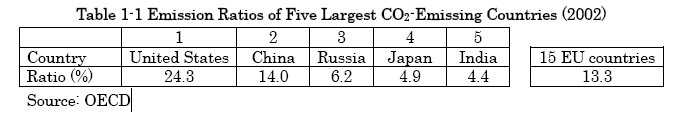 Table 1-1 Emission Ratios of Five Largest CO₂-Emissing Countries (2002)
1 2 3 4 5
Country United States China Russia Japan India 15 EU countries
Ratio (%) 24.3 14.0 6.2 4.9 4.4 13.3
Source: OECD